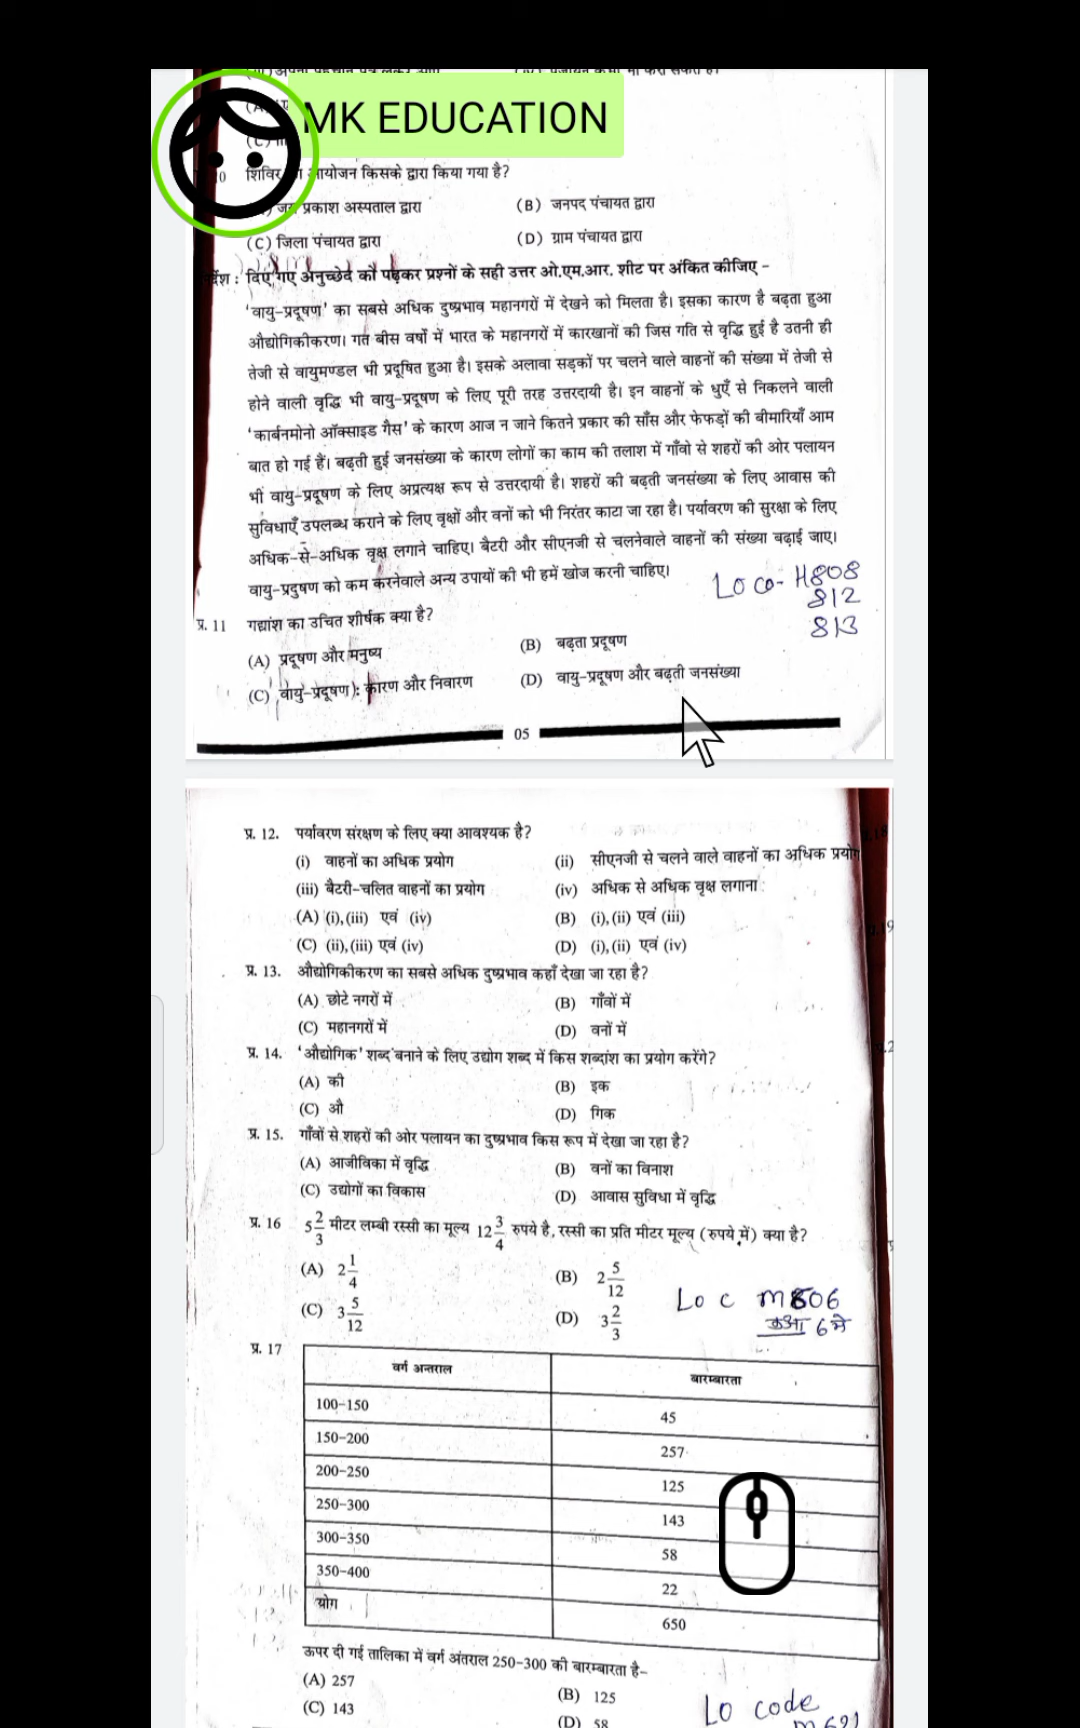 MK EDUCATION
शिविर का आयोजन किसके द्वारा किया गया है?
प्रकाश अस्पताल द्वारा (B) जनपद पंचायत द्वारा
(C) जिला पंचायत द्वारा (D) ग्राम पंचायत द्वारा
दिए गए अनुच्छेद को पढ़कर प्रश्नों के सही उत्तर ओ.एम.आर. शीट पर अंकित कीजिए -
'वायु-प्रदूषण' का सबसे अधिक दुष्प्रभाव महानगरों में देखने को मिलता है। इसका कारण है बढ़ता हुआ
औद्योगिकीकरण। गत बीस वर्षों में भारत के महानगरों में कारखानों की जिस गति से वृद्धि हुई है उतनी ही
तेजी से वायुमण्डल भी प्रदूषित हुआ है। इसके अलावा सड़कों पर चलने वाले वाहनों की संख्या में तेजी से
होने वाली वृद्धि भी वायु-प्रदूषण के लिए पूरी तरह उत्तरदायी है। इन वाहनों के धुएँ से निकलने वाली
'कार्बनमोनो ऑक्साइड गैस' के कारण आज न जाने कितने प्रकार की साँस और फेफड़ों की बीमारियाँ आम
बात हो गई हैं। बढ़ती हुई जनसंख्या के कारण लोगों का काम की तलाश में गाँवो से शहरों की ओर पलायन
भी वायु-प्रदूषण के लिए अप्रत्यक्ष रूप से उत्तरदायी है। शहरों की बढ़ती जनसंख्या के लिए आवास की
सुविधाएँ उपलब्ध कराने के लिए वृक्षों और वनों को भी निरंतर काटा जा रहा है। पर्यावरण की सुरक्षा के लिए
अधिक-से-अधिक वृक्ष लगाने चाहिए। बैटरी और सीएनजी से चलनेवाले वाहनों की संख्या बढ़ाई जाए।
वायु-प्रदुषण को कम करनेवाले अन्य उपायों की भी हमें खोज करनी चाहिए।
Lo co- H808
812
813
प्र. 11 गद्यांश का उचित शीर्षक क्या है?
(A) प्रदूषण और मनुष्य (B) बढ़ता प्रदूषण
(C) वायु-प्रदूषण : कारण और निवारण (D) वायु-प्रदूषण और बढ़ती जनसंख्या
05
प्र. 12. पर्यावरण संरक्षण के लिए क्या आवश्यक है?
(i) वाहनों का अधिक प्रयोग (ii) सीएनजी से चलने वाले वाहनों का अधिक प्रयोग
(iii) बैटरी-चलित वाहनों का प्रयोग (iv) अधिक से अधिक वृक्ष लगाना
(A) (i),(iii) एवं (iv) (B) (i),(ii) एवं (iii)
(C) (ii),(iii) एवं (iv) (D) (i),(ii) एवं (iv)
प्र. 13. औद्योगिकीकरण का सबसे अधिक दुष्प्रभाव कहाँ देखा जा रहा है?
(A) छोटे नगरों में (B) गाँवों में
(C) महानगरों में (D) वनों में
प्र. 14. 'औद्योगिक' शब्द बनाने के लिए उद्योग शब्द में किस शब्दांश का प्रयोग करेंगे?
(A) की (B) इक
(C) औ (D) गिक
प्र. 15. गाँवों से शहरों की ओर पलायन का दुष्प्रभाव किस रूप में देखा जा रहा है?
(A) आजीविका में वृद्धि (B) वनों का विनाश
(C) उद्योगों का विकास (D) आवास सुविधा में वृद्धि
प्र. 16 5 2/3 मीटर लम्बी रस्सी का मूल्य 12 3/4 रुपये है, रस्सी का प्रति मीटर मूल्य (रुपये में) क्या है?
(A) 2 1/4 (B) 2 5/12
(C) 3 5/12 (D) 3 2/3
Lo c M606
6 मे
प्र. 17
वर्ग अन्तराल बारम्बारता
100-150 45
150-200 257
200-250 125
250-300 143
300-350 58
350-400 22
योग 650
ऊपर दी गई तालिका में वर्ग अंतराल 250-300 की बारम्बारता है-
(A) 257 (B) 125
(C) 143 (D) 58
Lo code